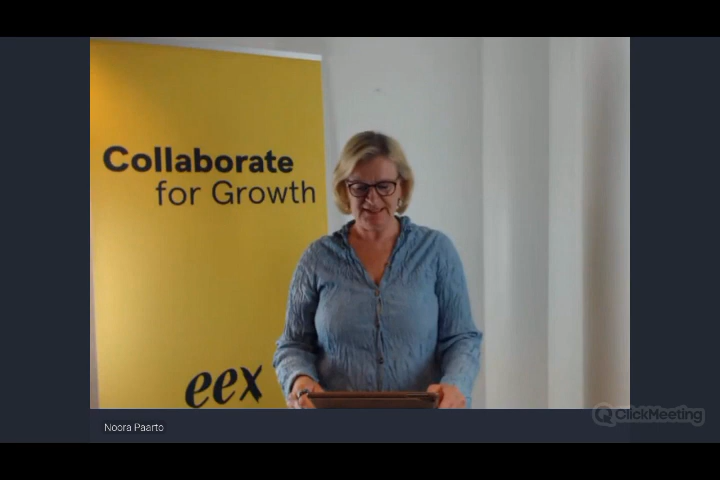 Collaborate
for Growth
eex
Noora Paarto
ClickMeeting